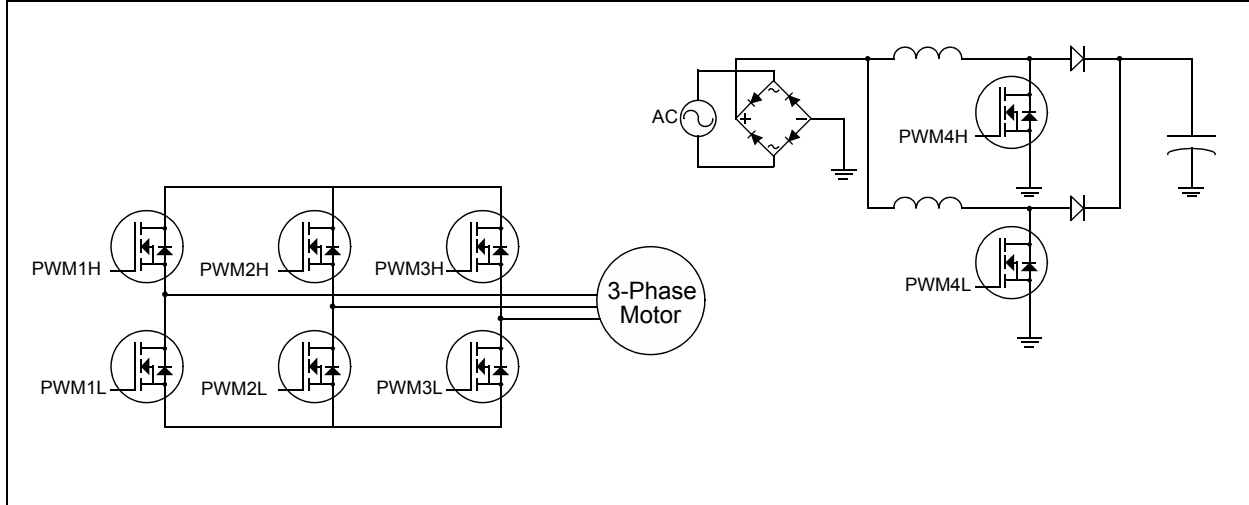 AC
+
−
PWM4H
PWM4L
PWM1H
PWM2H
PWM3H
3-Phase
Motor
PWM1L
PWM2L
PWM3L